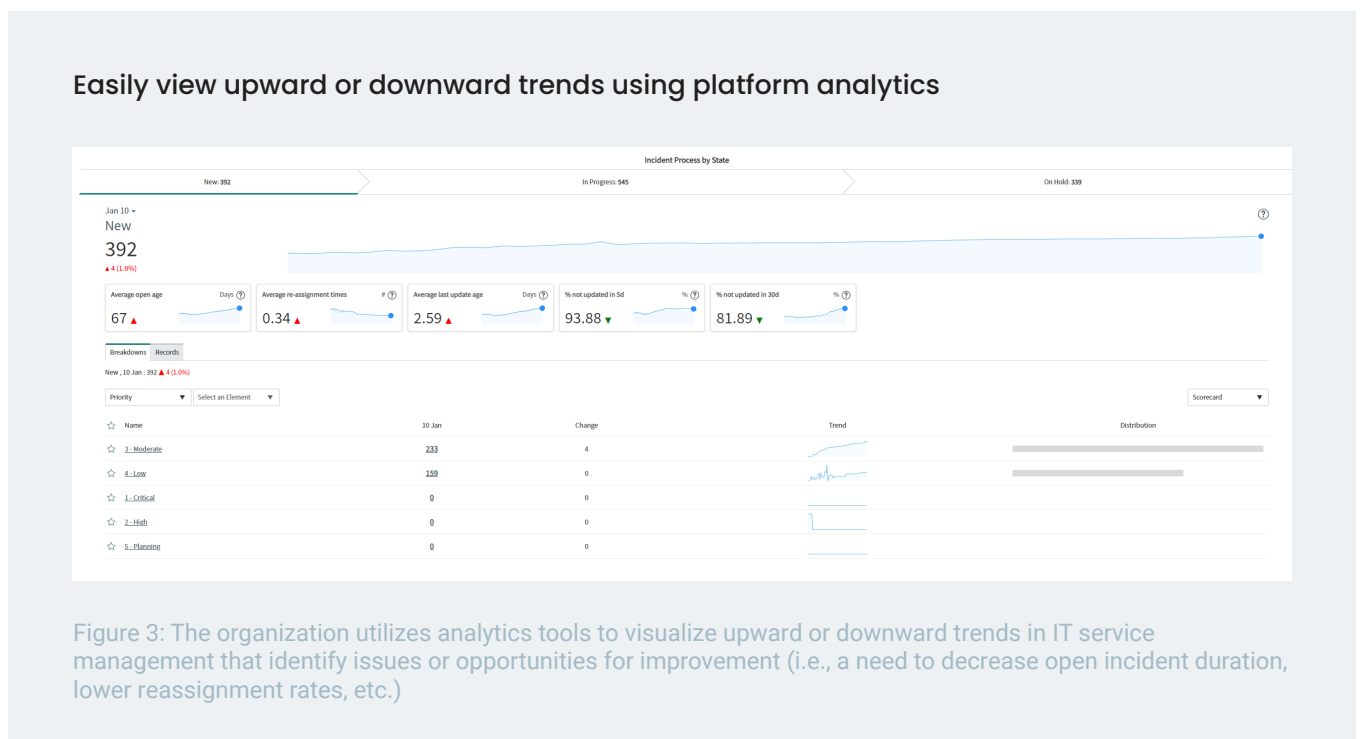 Easily view upward or downward trends using platform analytics
Incident Process by State
New: 392 In Progress: 545 On Hold: 339
Jan 10
New
392
▲ 4 (1.0%)
Average open age Days ? Average re-assignment times # ? Average last update age Days ? % not updated in 5d % ? % not updated in 30d % ?
67 ▲ 0.34 ▲ 2.59 ▲ 93.88 ▼ 81.89 ▼
Breakdowns Records
New , 10 Jan : 392 ▲ 4 (1.0%)
Priority Select an Element Scorecard
Name 10 Jan Change Trend Distribution
3 - Moderate 233 4
4 - Low 159 0
1 - Critical 0 0
2 - High 0 0
5 - Planning 0 0
Figure 3: The organization utilizes analytics tools to visualize upward or downward trends in IT service
management that identify issues or opportunities for improvement (i.e., a need to decrease open incident duration,
lower reassignment rates, etc.)